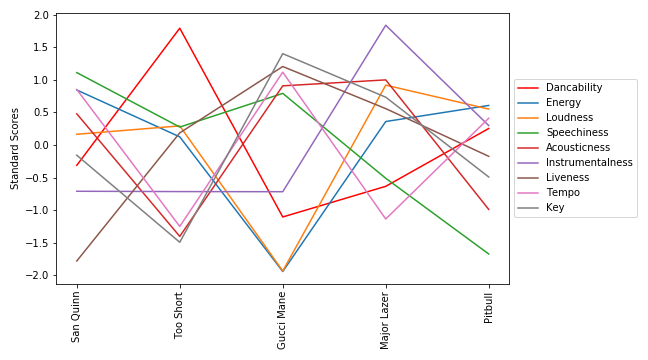 2.0
1.5
1.0
0.5
0.0
−0.5
−1.0
−1.5
−2.0
Standard Scores
San Quinn
Too Short
Gucci Mane
Major Lazer
Pitbull
Dancability
Energy
Loudness
Speechiness
Acousticness
Instrumentalness
Liveness
Tempo
Key